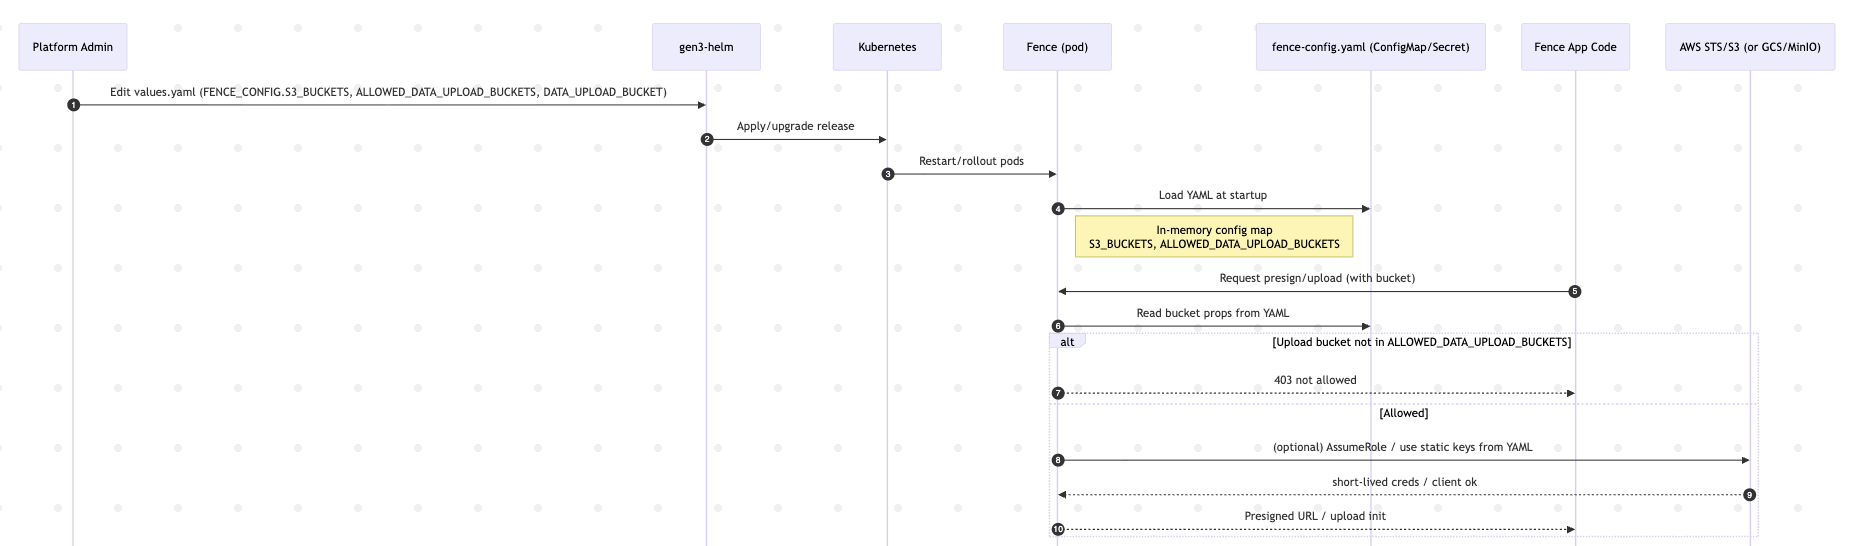 Platform Admin
gen3-helm
Kubernetes
Fence (pod)
fence-config.yaml (ConfigMap/Secret)
Fence App Code
AWS STS/S3 (or GCS/MinIO)
1
Edit values.yaml (FENCE_CONFIG.S3_BUCKETS, ALLOWED_DATA_UPLOAD_BUCKETS, DATA_UPLOAD_BUCKET)
2
Apply/upgrade release
3
Restart/rollout pods
4
Load YAML at startup
In-memory config map
S3_BUCKETS, ALLOWED_DATA_UPLOAD_BUCKETS
Request presign/upload (with bucket)
5
6
Read bucket props from YAML
alt
[Upload bucket not in ALLOWED_DATA_UPLOAD_BUCKETS]
7
403 not allowed
[Allowed]
8
(optional) AssumeRole / use static keys from YAML
short-lived creds / client ok
9
10
Presigned URL / upload init